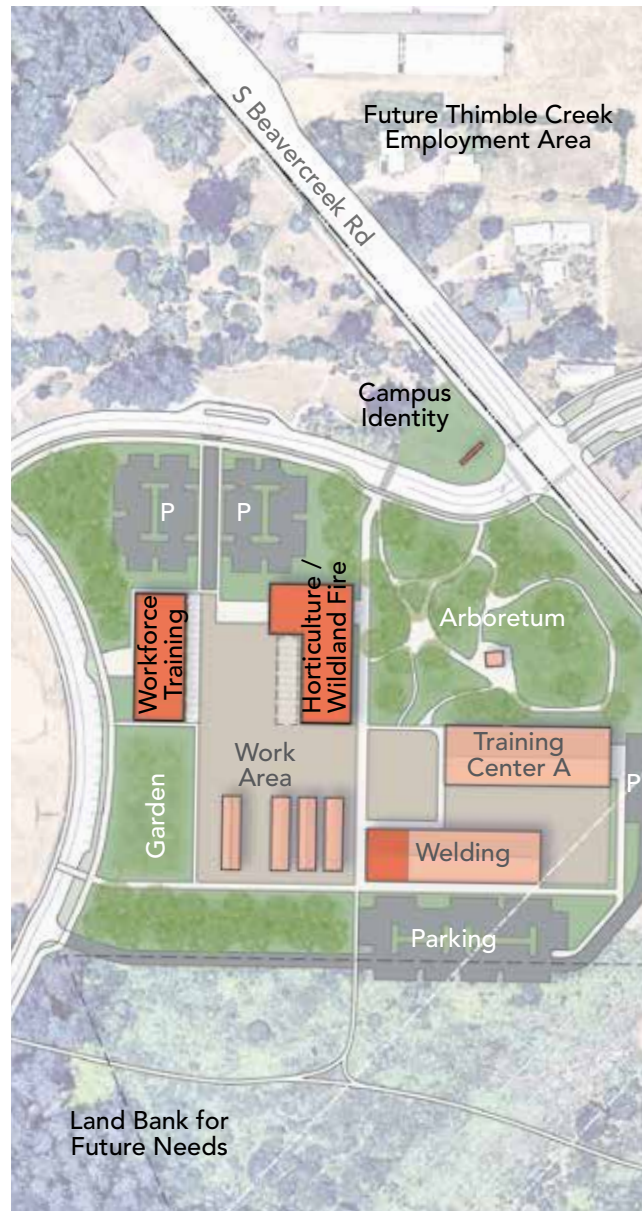 Future Thimble Creek
Employment Area
S Beavercreek Rd
Campus
Identity
P
P
Workforce
Training
Horticulture /
Wildland Fire
Arboretum
Work
Area
Training
Center A
P
Garden
Welding
Parking
Land Bank for
Future Needs